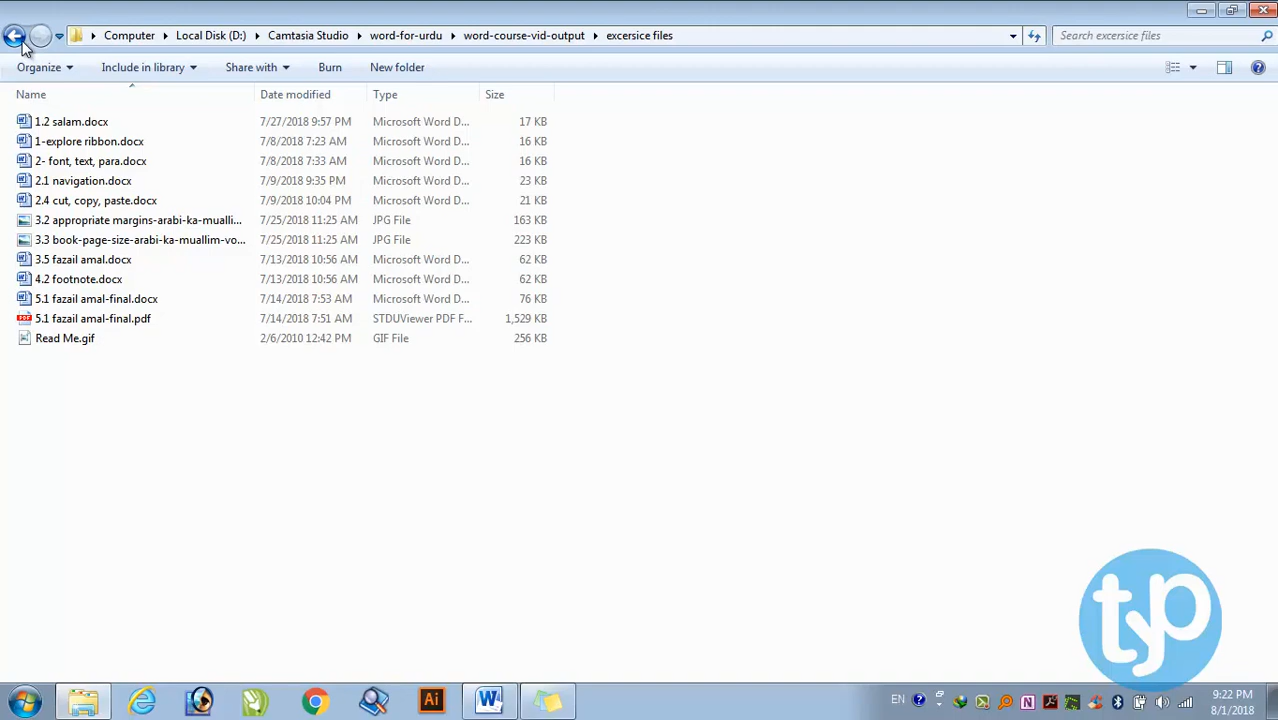 Computer Local Disk (D:) Camtasia Studio word-for-urdu word-course-vid-output excersice files Search excersice files
Organize Include in library Share with Burn New folder
Name Date modified Type Size
1.2 salam.docx 7/27/2018 9:57 PM Microsoft Word D... 17 KB
1-explore ribbon.docx 7/8/2018 7:23 AM Microsoft Word D... 16 KB
2- font, text, para.docx 7/8/2018 7:33 AM Microsoft Word D... 16 KB
2.1 navigation.docx 7/9/2018 9:35 PM Microsoft Word D... 23 KB
2.4 cut, copy, paste.docx 7/9/2018 10:04 PM Microsoft Word D... 21 KB
3.2 appropriate margins-arabi-ka-mualli... 7/25/2018 11:25 AM JPG File 163 KB
3.3 book-page-size-arabi-ka-muallim-vo... 7/25/2018 11:25 AM JPG File 223 KB
3.5 fazail amal.docx 7/13/2018 10:56 AM Microsoft Word D... 62 KB
4.2 footnote.docx 7/13/2018 10:56 AM Microsoft Word D... 62 KB
5.1 fazail amal-final.docx 7/14/2018 7:53 AM Microsoft Word D... 76 KB
5.1 fazail amal-final.pdf 7/14/2018 7:51 AM STDUViewer PDF F... 1,529 KB
Read Me.gif 2/6/2010 12:42 PM GIF File 256 KB
typ
Ai W EN 9:22 PM
8/1/2018